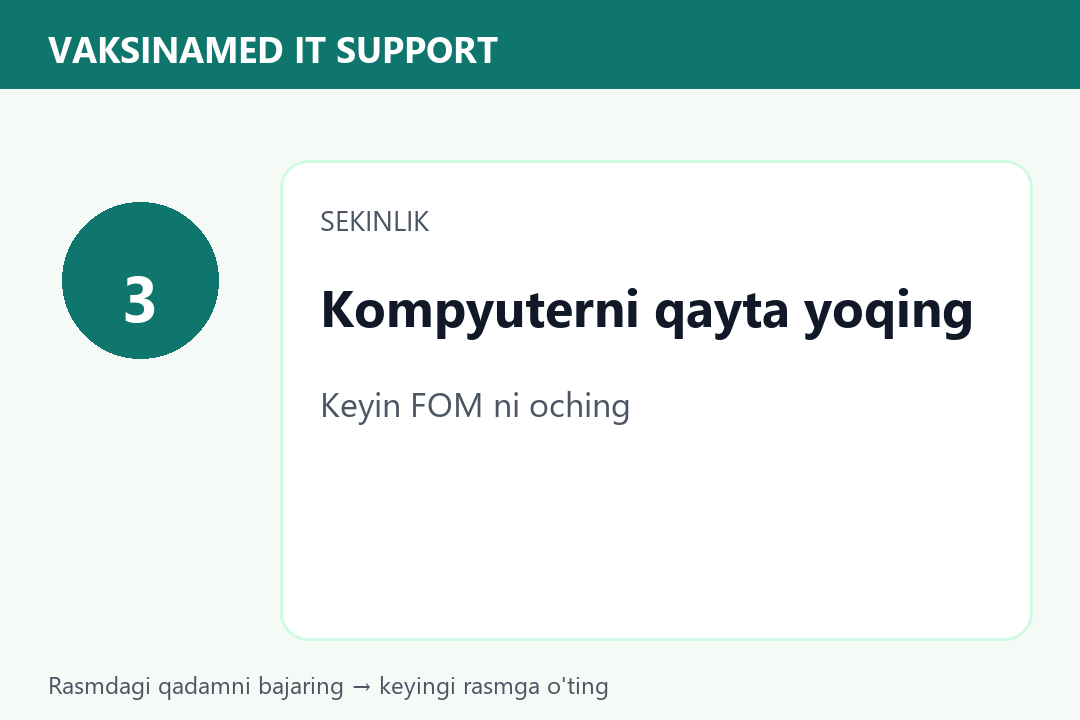 VAKSINAMED IT SUPPORT
3
SEKINLIK
Kompyuterni qayta yoqing
Keyin FOM ni oching
Rasmdagi qadamni bajaring → keyingi rasmga o'ting